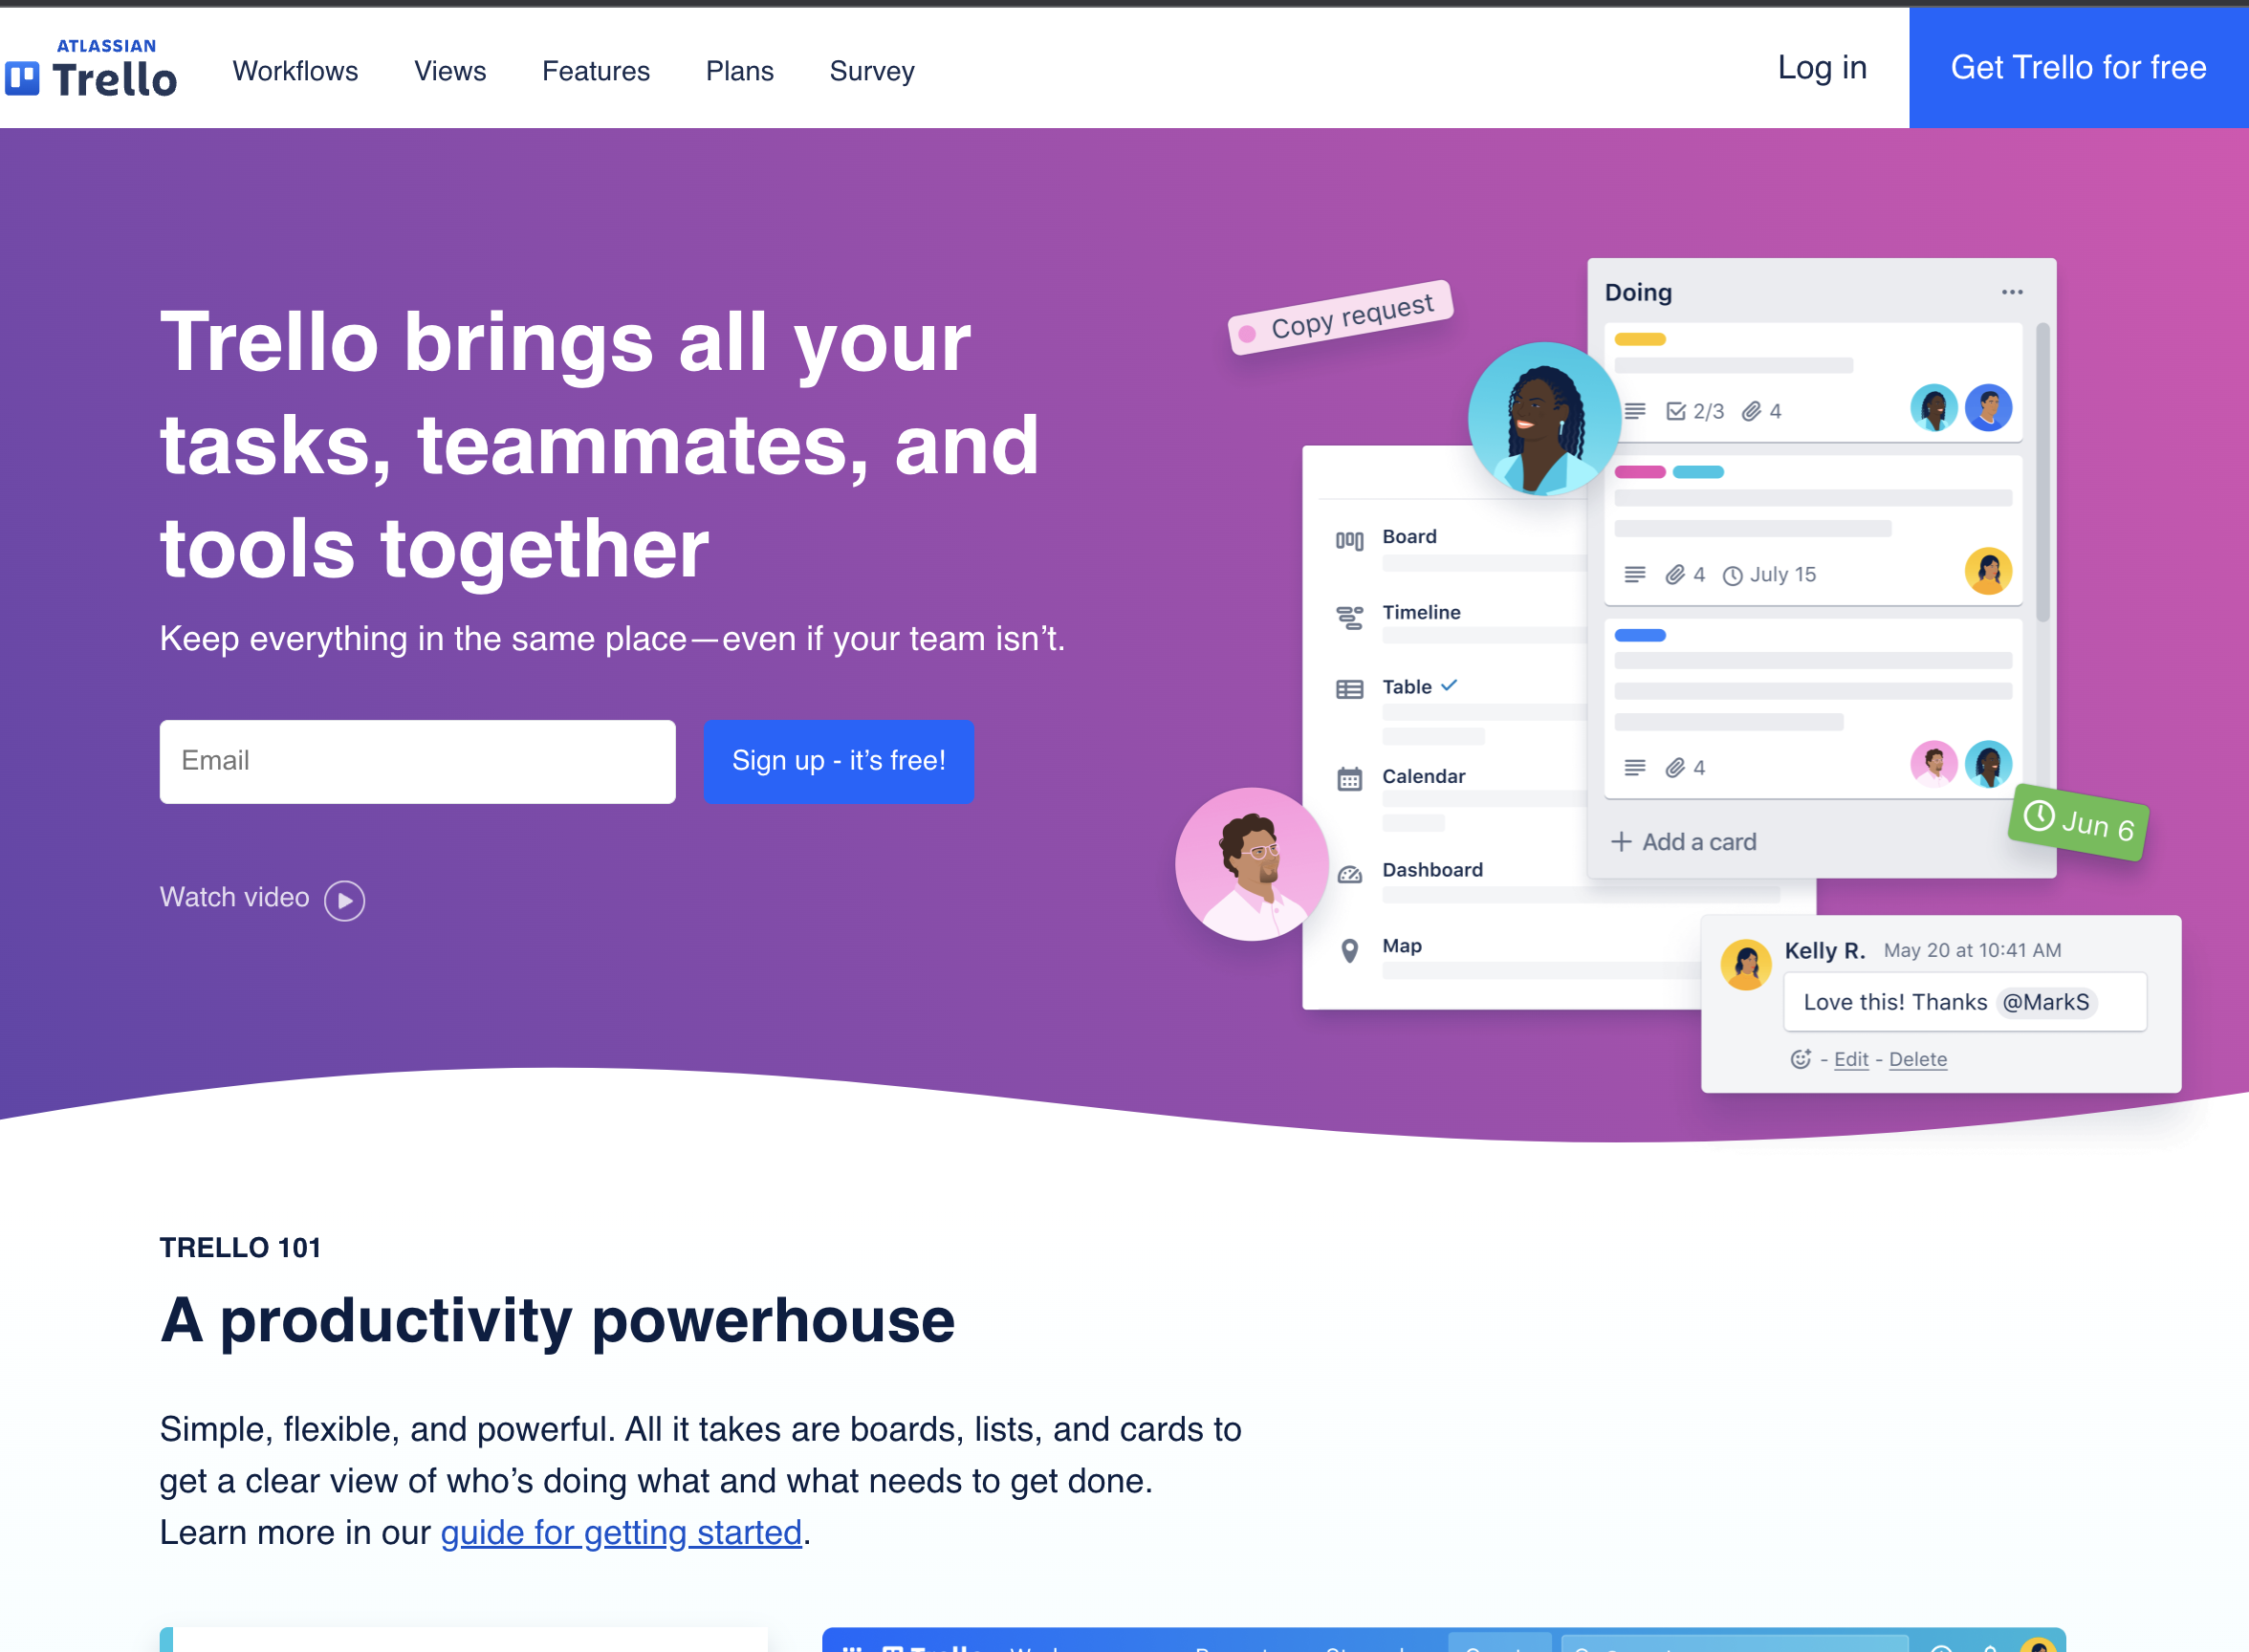 ATLASSIAN
Trello
Workflows
Views
Features
Plans
Survey
Log in
Get Trello for free
Trello brings all your
tasks, teammates, and
tools together
Keep everything in the same place—even if your team isn’t.
Email
Sign up - it’s free!
Watch video
Copy request
Doing
2/3 4
4 July 15
4
Add a card
Jun 6
Board
Timeline
Table
Calendar
Dashboard
Map
Kelly R. May 20 at 10:41 AM
Love this! Thanks @MarkS
- Edit - Delete
TRELLO 101
A productivity powerhouse
Simple, flexible, and powerful. All it takes are boards, lists, and cards to
get a clear view of who’s doing what and what needs to get done.
Learn more in our guide for getting started.
Trello